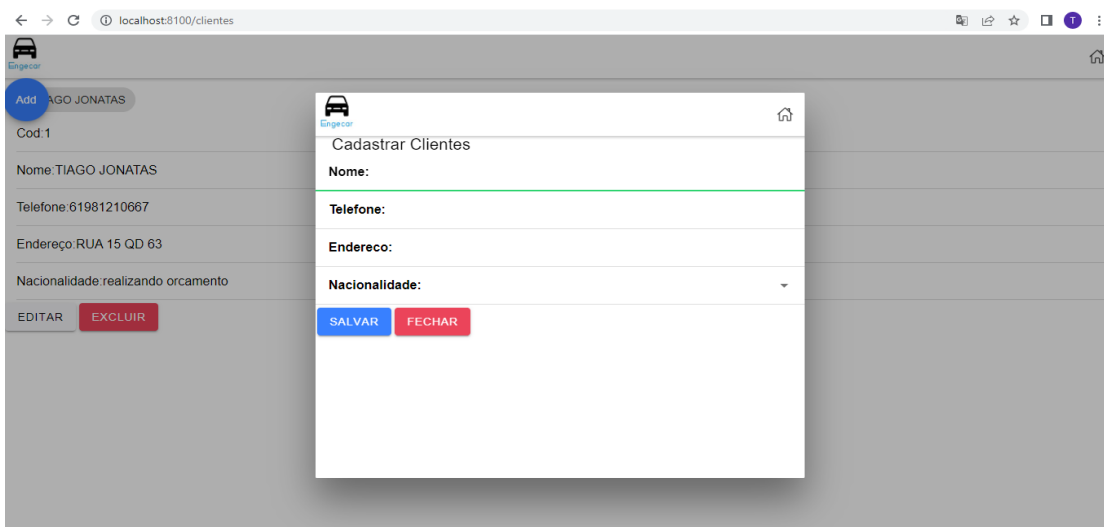 localhost:8100/clientes
T
Engecar
Add
AGO JONATAS
Cod:1
Nome:TIAGO JONATAS
Telefone:61981210667
Endereço:RUA 15 QD 63
Nacionalidade:realizando orcamento
EDITAR
EXCLUIR
Engecar
Cadastrar Clientes
Nome:
Telefone:
Endereco:
Nacionalidade:
SALVAR
FECHAR